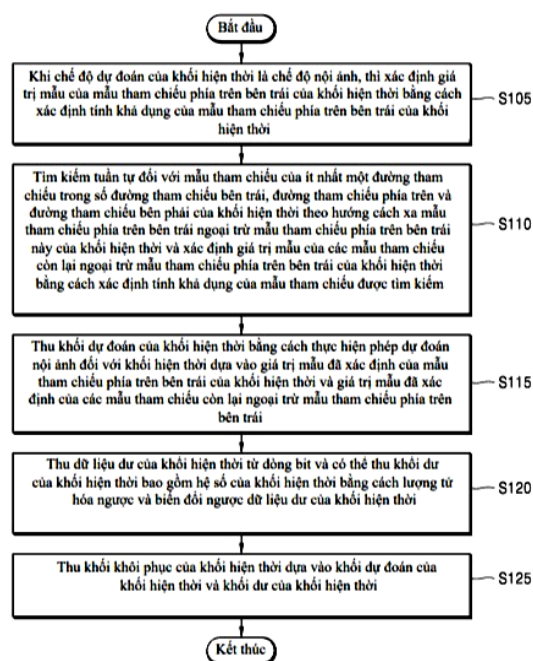 Bắt đầu
Khi chế độ dự đoán của khối hiện thời là chế độ nội ảnh, thì xác định giá
trị mẫu của mẫu tham chiếu phía trên bên trái của khối hiện thời bằng cách
xác định tính khả dụng của mẫu tham chiếu phía trên bên trái của khối
hiện thời
S105
Tìm kiếm tuần tự đối với mẫu tham chiếu của ít nhất một đường tham
chiếu trong số đường tham chiếu bên trái, đường tham chiếu phía trên và
đường tham chiếu bên phải của khối hiện thời theo hướng cách xa mẫu
tham chiếu phía trên bên trái ngoại trừ mẫu tham chiếu phía trên bên trái
này của khối hiện thời và xác định giá trị mẫu của các mẫu tham chiếu
còn lại ngoại trừ mẫu tham chiếu phía trên bên trái của khối hiện thời
bằng cách xác định tính khả dụng của mẫu tham chiếu được tìm kiếm
S110
Thu khối dự đoán của khối hiện thời bằng cách thực hiện phép dự đoán
nội ảnh đối với khối hiện thời dựa vào giá trị mẫu đã xác định của mẫu
tham chiếu phía trên bên trái của khối hiện thời và giá trị mẫu đã xác
định của các mẫu tham chiếu còn lại ngoại trừ mẫu tham chiếu phía trên
bên trái
S115
Thu dữ liệu dư của khối hiện thời từ dòng bit và có thể thu khối dư
của khối hiện thời bao gồm hệ số của khối hiện thời bằng cách lượng tử
hóa ngược và biến đổi ngược dữ liệu dư của khối hiện thời
S120
Thu khối khôi phục của khối hiện thời dựa vào khối dự đoán của
khối hiện thời và khối dư của khối hiện thời
S125
Kết thúc